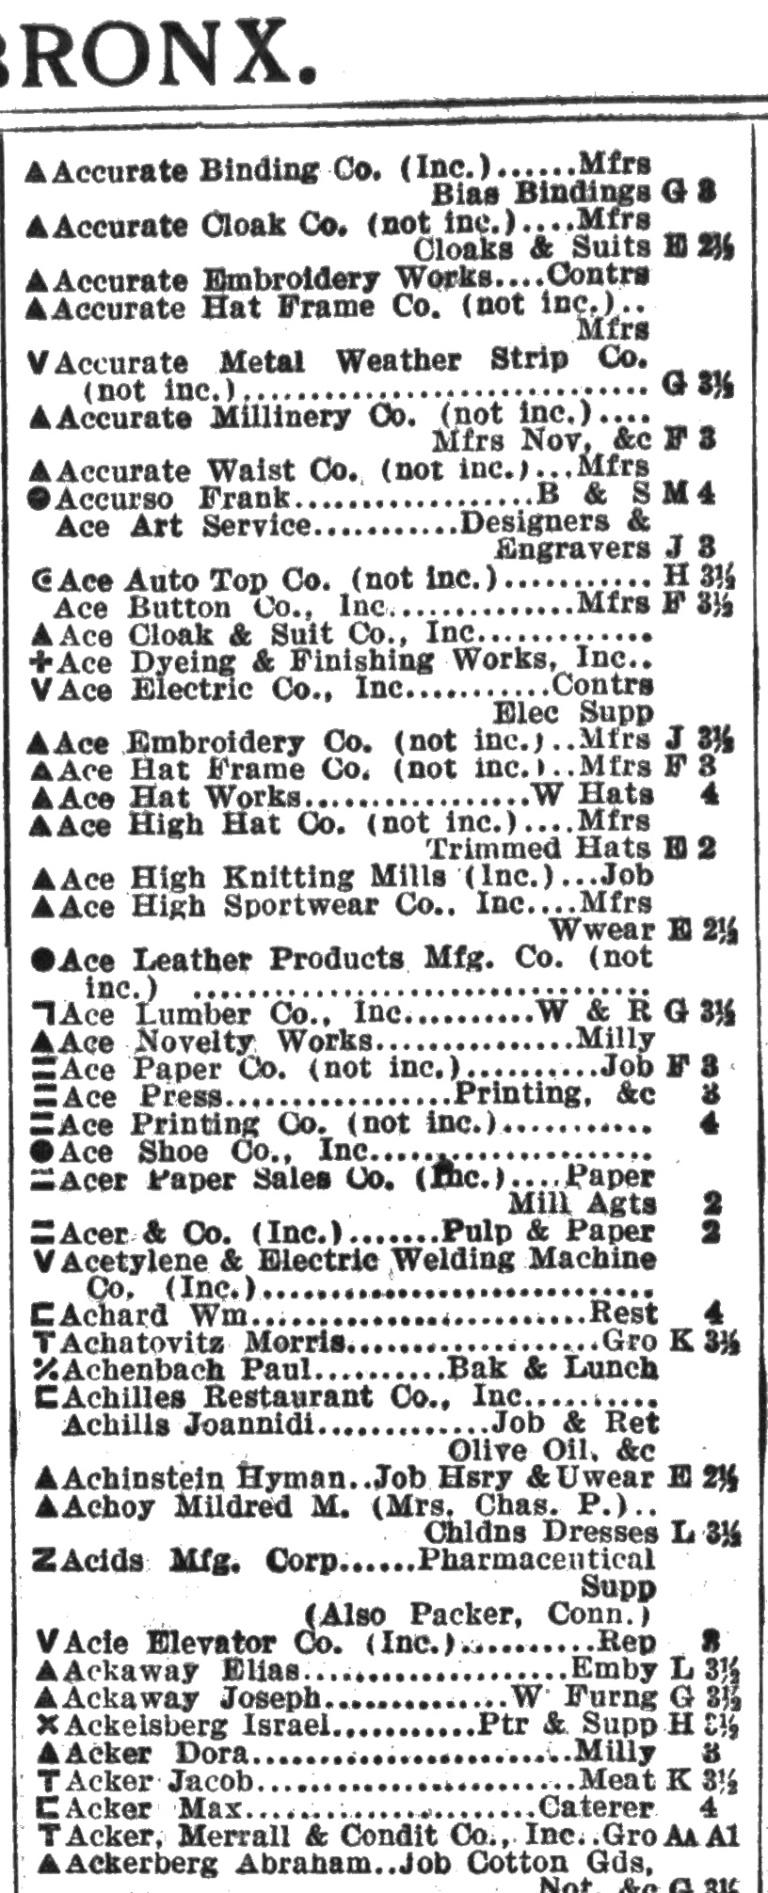 BRONX.
▲Accurate Binding Co. (Inc.)......Mfrs
Bias Bindings G 3
▲Accurate Cloak Co. (not inc.)....Mfrs
Cloaks & Suits E 2½
▲Accurate Embroidery Works....Contrs
▲Accurate Hat Frame Co. (not inc.)..
Mfrs
VAccurate Metal Weather Strip Co.
(not inc.).............................. G 3½
▲Accurate Millinery Co. (not inc.)....
Mfrs Nov, &c F 3
▲Accurate Waist Co. (not inc.)...Mfrs
Accurso Frank..................B & S M 4
Ace Art Service...........Designers &
Engravers J 3
Ace Auto Top Co. (not inc.)........... H 3½
Ace Button Co., Inc..............Mfrs F 3½
▲Ace Cloak & Suit Co., Inc.............
+Ace Dyeing & Finishing Works, Inc..
VAce Electric Co., Inc...........Contrs
Elec Supp
▲Ace Embroidery Co. (not inc.)..Mfrs J 3½
▲Ace Hat Frame Co. (not inc.)..Mfrs F 3
▲Ace Hat Works.................W Hats 4
▲Ace High Hat Co. (not inc.)....Mfrs
Trimmed Hats E 2
▲Ace High Knitting Mills (Inc.)...Job
▲Ace High Sportwear Co., Inc....Mfrs
Wwear E 2½
●Ace Leather Products Mfg. Co. (not
inc.) ..................................
Ace Lumber Co., Inc..........W & R G 3½
▲Ace Novelty Works...............Milly
Ace Paper Co. (not inc.)..........Job F 3
Ace Press.................Printing, &c 3
Ace Printing Co. (not inc.)........... 4
●Ace Shoe Co., Inc.....................
Acer Paper Sales Co. (Inc.)....Paper
Mill Agts 2
Acer & Co. (Inc.).......Pulp & Paper 2
VAcetylene & Electric Welding Machine
Co. (Inc.).............................
Achard Wm.........................Rest 4
TAchatovitz Morris...................Gro K 3½
Achenbach Paul..........Bak & Lunch
Achilles Restaurant Co., Inc..........
Achills Joannidi.............Job & Ret
Olive Oil, &c
▲Achinstein Hyman..Job Hsry & Uwear E 2½
▲Achoy Mildred M. (Mrs. Chas. P.)..
Chldns Dresses L 3½
ZAcids Mfg. Corp......Pharmaceutical
Supp
(Also Packer, Conn.)
VAcie Elevator Co. (Inc.)..........Rep 3
▲Ackaway Elias....................Emby L 3½
▲Ackaway Joseph..............W Furng G 3½
×Ackelsberg Israel...........Ptr & Supp H 3½
▲Acker Dora........................Milly 3
TAcker Jacob........................Meat K 3½
Acker Max......................Caterer 4
TAcker, Merrall & Condit Co., Inc..Gro AA A1
▲Ackerberg Abraham..Job Cotton Gds,
Not, &c G 3½